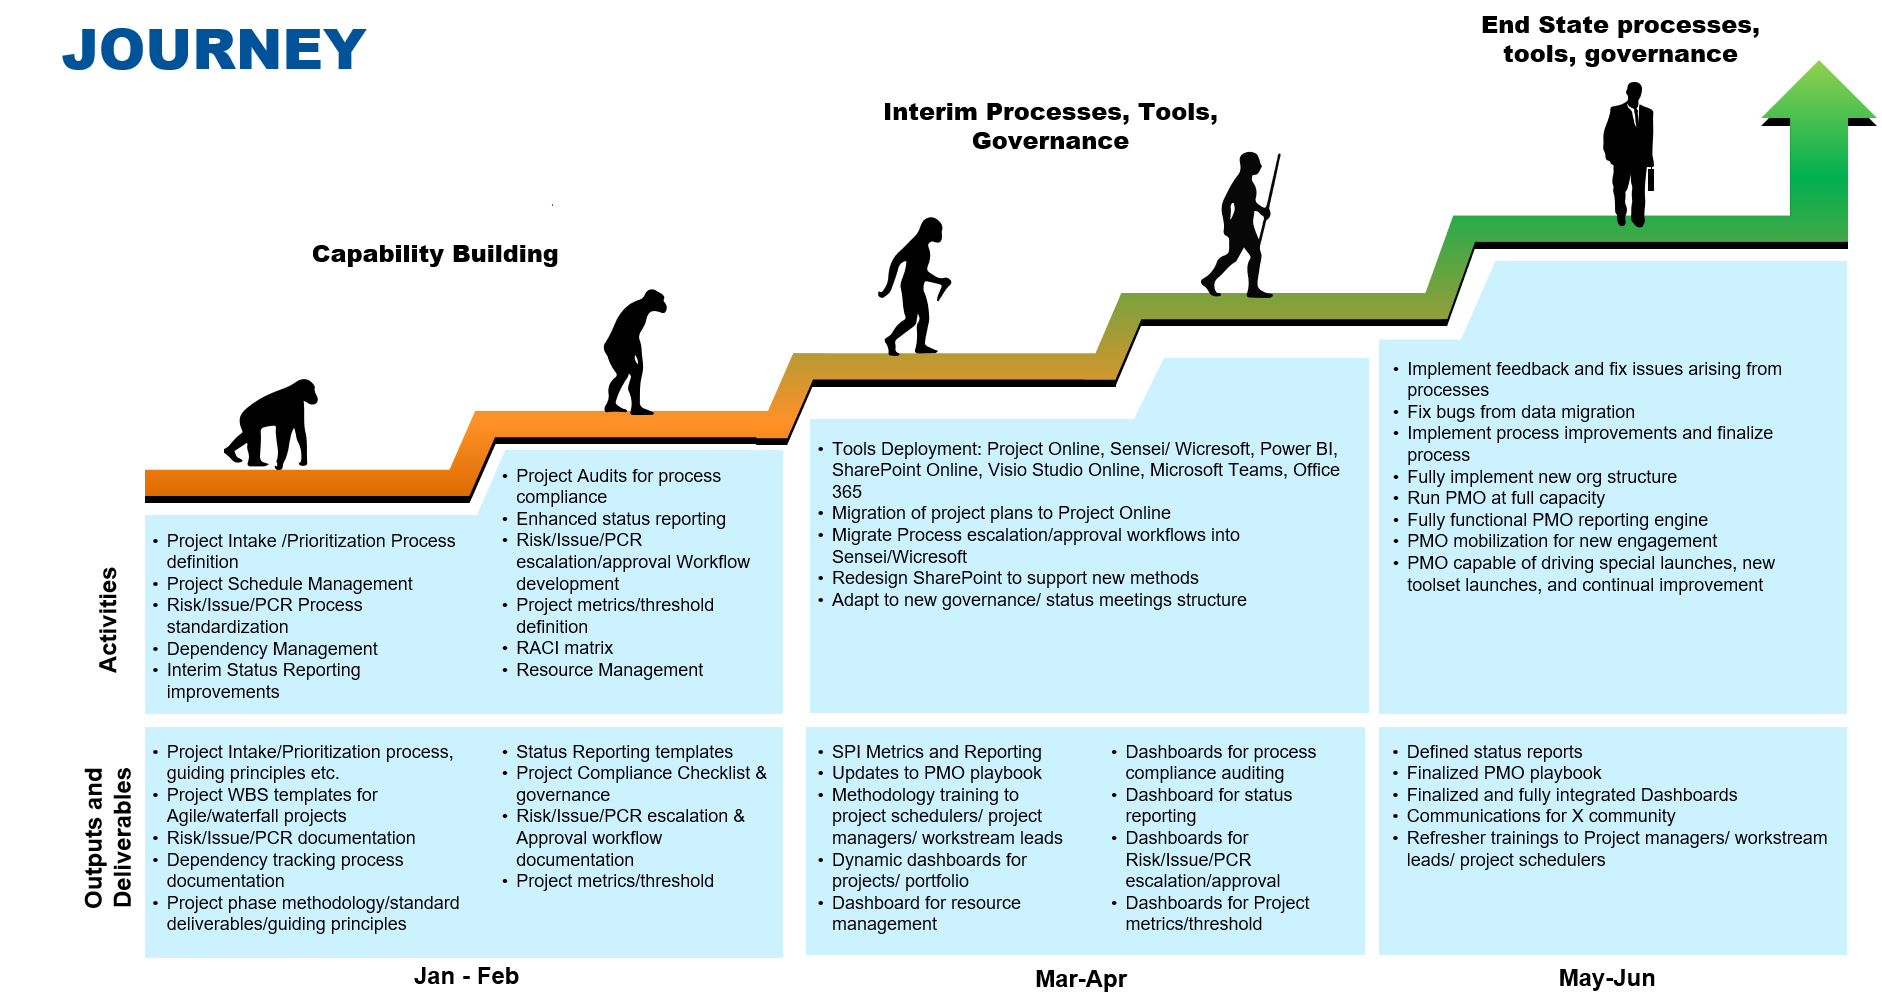 JOURNEY
End State processes,
tools, governance
Interim Processes, Tools,
Governance
Capability Building
Activities
• Project Intake /Prioritization Process
definition
• Project Schedule Management
• Risk/Issue/PCR Process
standardization
• Dependency Management
• Interim Status Reporting
improvements
• Project Audits for process
compliance
• Enhanced status reporting
• Risk/Issue/PCR
escalation/approval Workflow
development
• Project metrics/threshold
definition
• RACI matrix
• Resource Management
• Tools Deployment: Project Online, Sensei/ Wicresoft, Power BI,
SharePoint Online, Visio Studio Online, Microsoft Teams, Office
365
• Migration of project plans to Project Online
• Migrate Process escalation/approval workflows into
Sensei/Wicresoft
• Redesign SharePoint to support new methods
• Adapt to new governance/ status meetings structure
• Implement feedback and fix issues arising from
processes
• Fix bugs from data migration
• Implement process improvements and finalize
process
• Fully implement new org structure
• Run PMO at full capacity
• Fully functional PMO reporting engine
• PMO mobilization for new engagement
• PMO capable of driving special launches, new
toolset launches, and continual improvement
Outputs and
Deliverables
• Project Intake/Prioritization process,
guiding principles etc.
• Project WBS templates for
Agile/waterfall projects
• Risk/Issue/PCR documentation
• Dependency tracking process
documentation
• Project phase methodology/standard
deliverables/guiding principles
• Status Reporting templates
• Project Compliance Checklist &
governance
• Risk/Issue/PCR escalation &
Approval workflow
documentation
• Project metrics/threshold
• SPI Metrics and Reporting
• Updates to PMO playbook
• Methodology training to
project schedulers/ project
managers/ workstream leads
• Dynamic dashboards for
projects/ portfolio
• Dashboard for resource
management
• Dashboards for process
compliance auditing
• Dashboard for status
reporting
• Dashboards for
Risk/Issue/PCR
escalation/approval
• Dashboards for Project
metrics/threshold
• Defined status reports
• Finalized PMO playbook
• Finalized and fully integrated Dashboards
• Communications for X community
• Refresher trainings to Project managers/ workstream
leads/ project schedulers
Jan - Feb
Mar-Apr
May-Jun